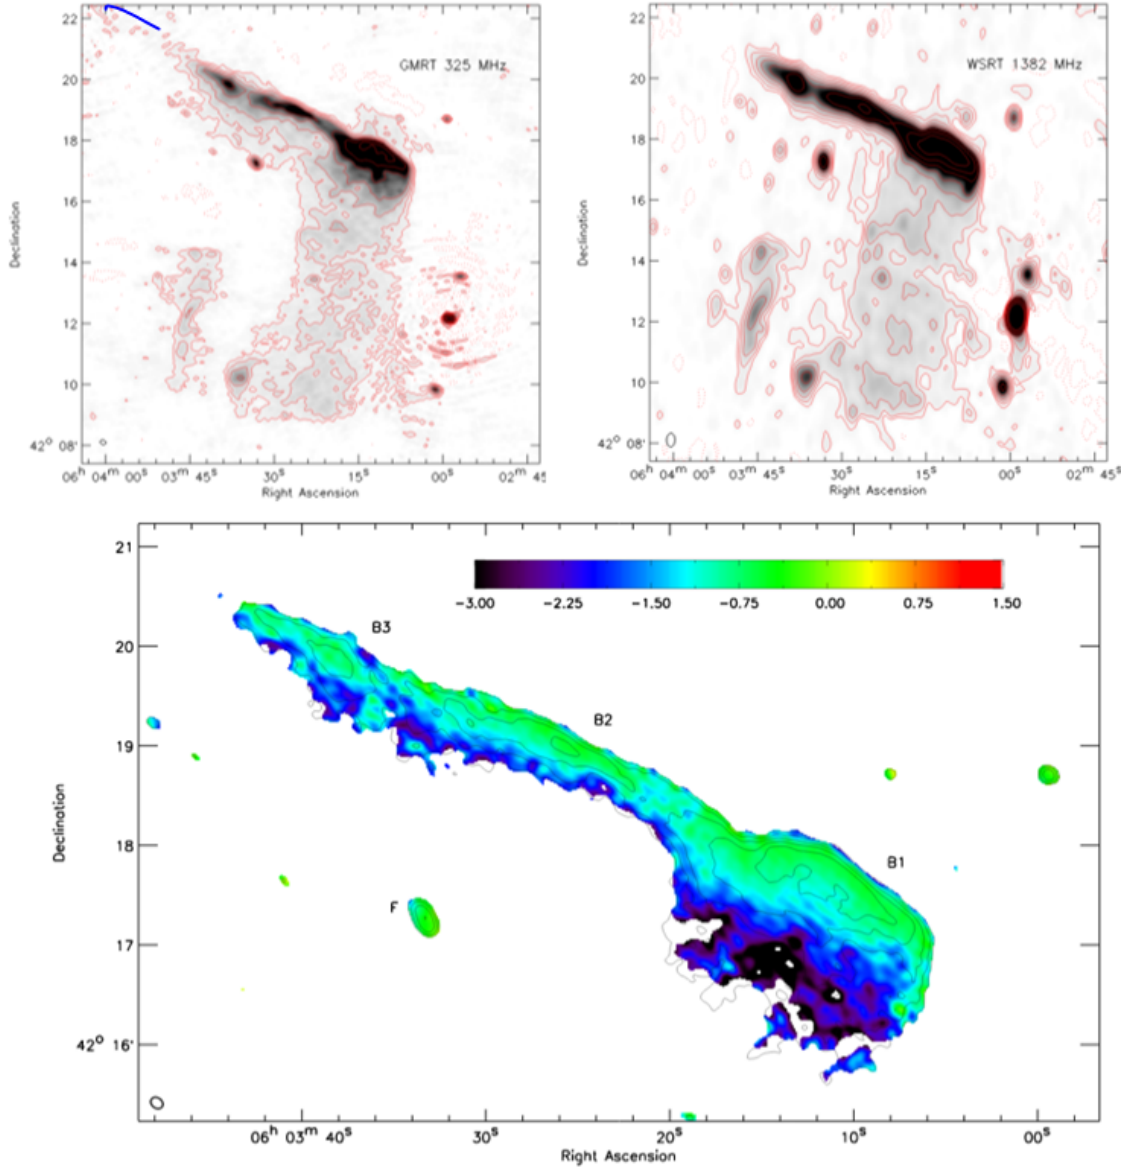 GMRT 325 MHz
22
20
18
16
14
12
10
42° 08'
Declination
06ʰ 04ᵐ 00ˢ 03ᵐ 45ˢ 30ˢ 15ˢ 00ˢ 02ᵐ 45ˢ
Right Ascension
WSRT 1382 MHz
22
20
18
16
14
12
10
42° 08'
Declination
06ʰ 04ᵐ 00ˢ 03ᵐ 45ˢ 30ˢ 15ˢ 00ˢ 02ᵐ 45ˢ
Right Ascension
-3.00 -2.25 -1.50 -0.75 0.00 0.75 1.50
B3
B2
B1
F
21
20
19
18
17
42° 16'
Declination
06ʰ 03ᵐ 40ˢ 30ˢ 20ˢ 10ˢ 00ˢ
Right Ascension